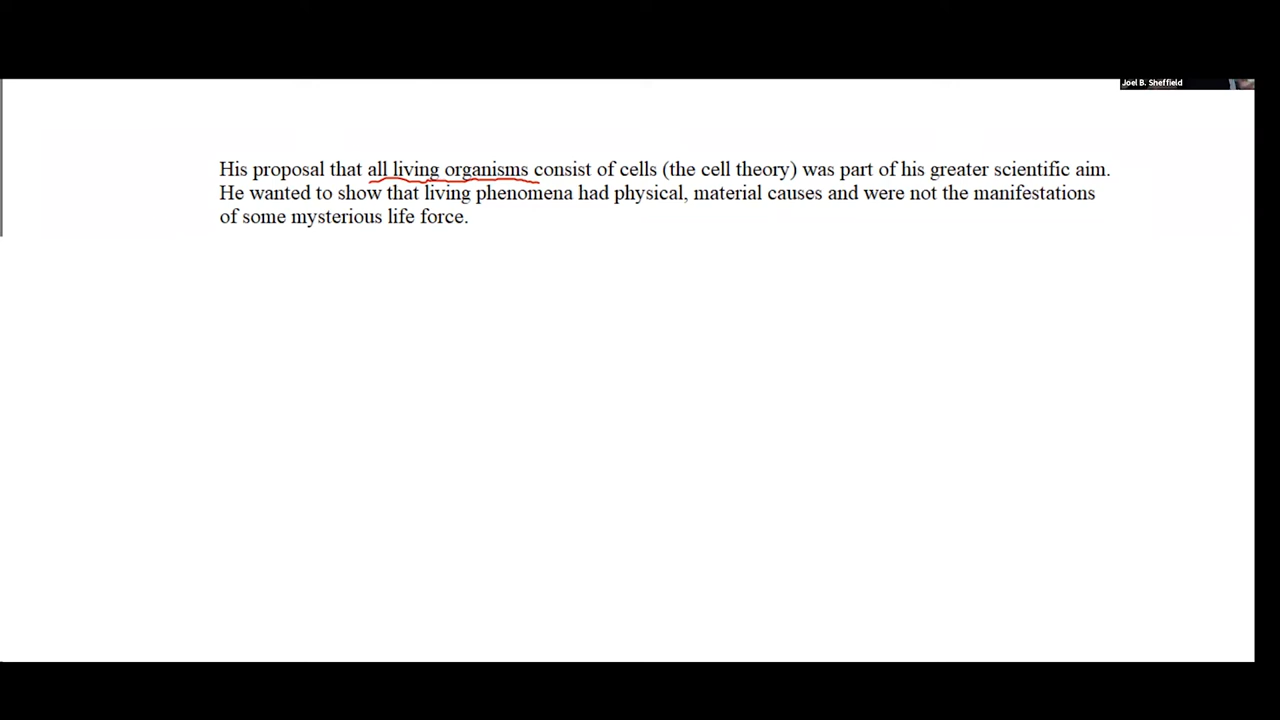 Joel B. Sheffield
His proposal that all living organisms consist of cells (the cell theory) was part of his greater scientific aim.
He wanted to show that living phenomena had physical, material causes and were not the manifestations
of some mysterious life force.